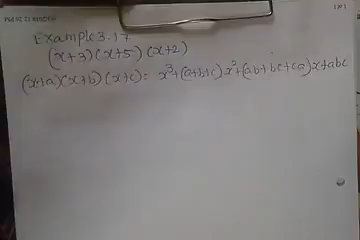 Example 3.17
(x+3)(x+5)(x+2)
(x+a)(x+b)(x+c) = x³+(a+b+c)x²+(ab+bc+ca)x+abc